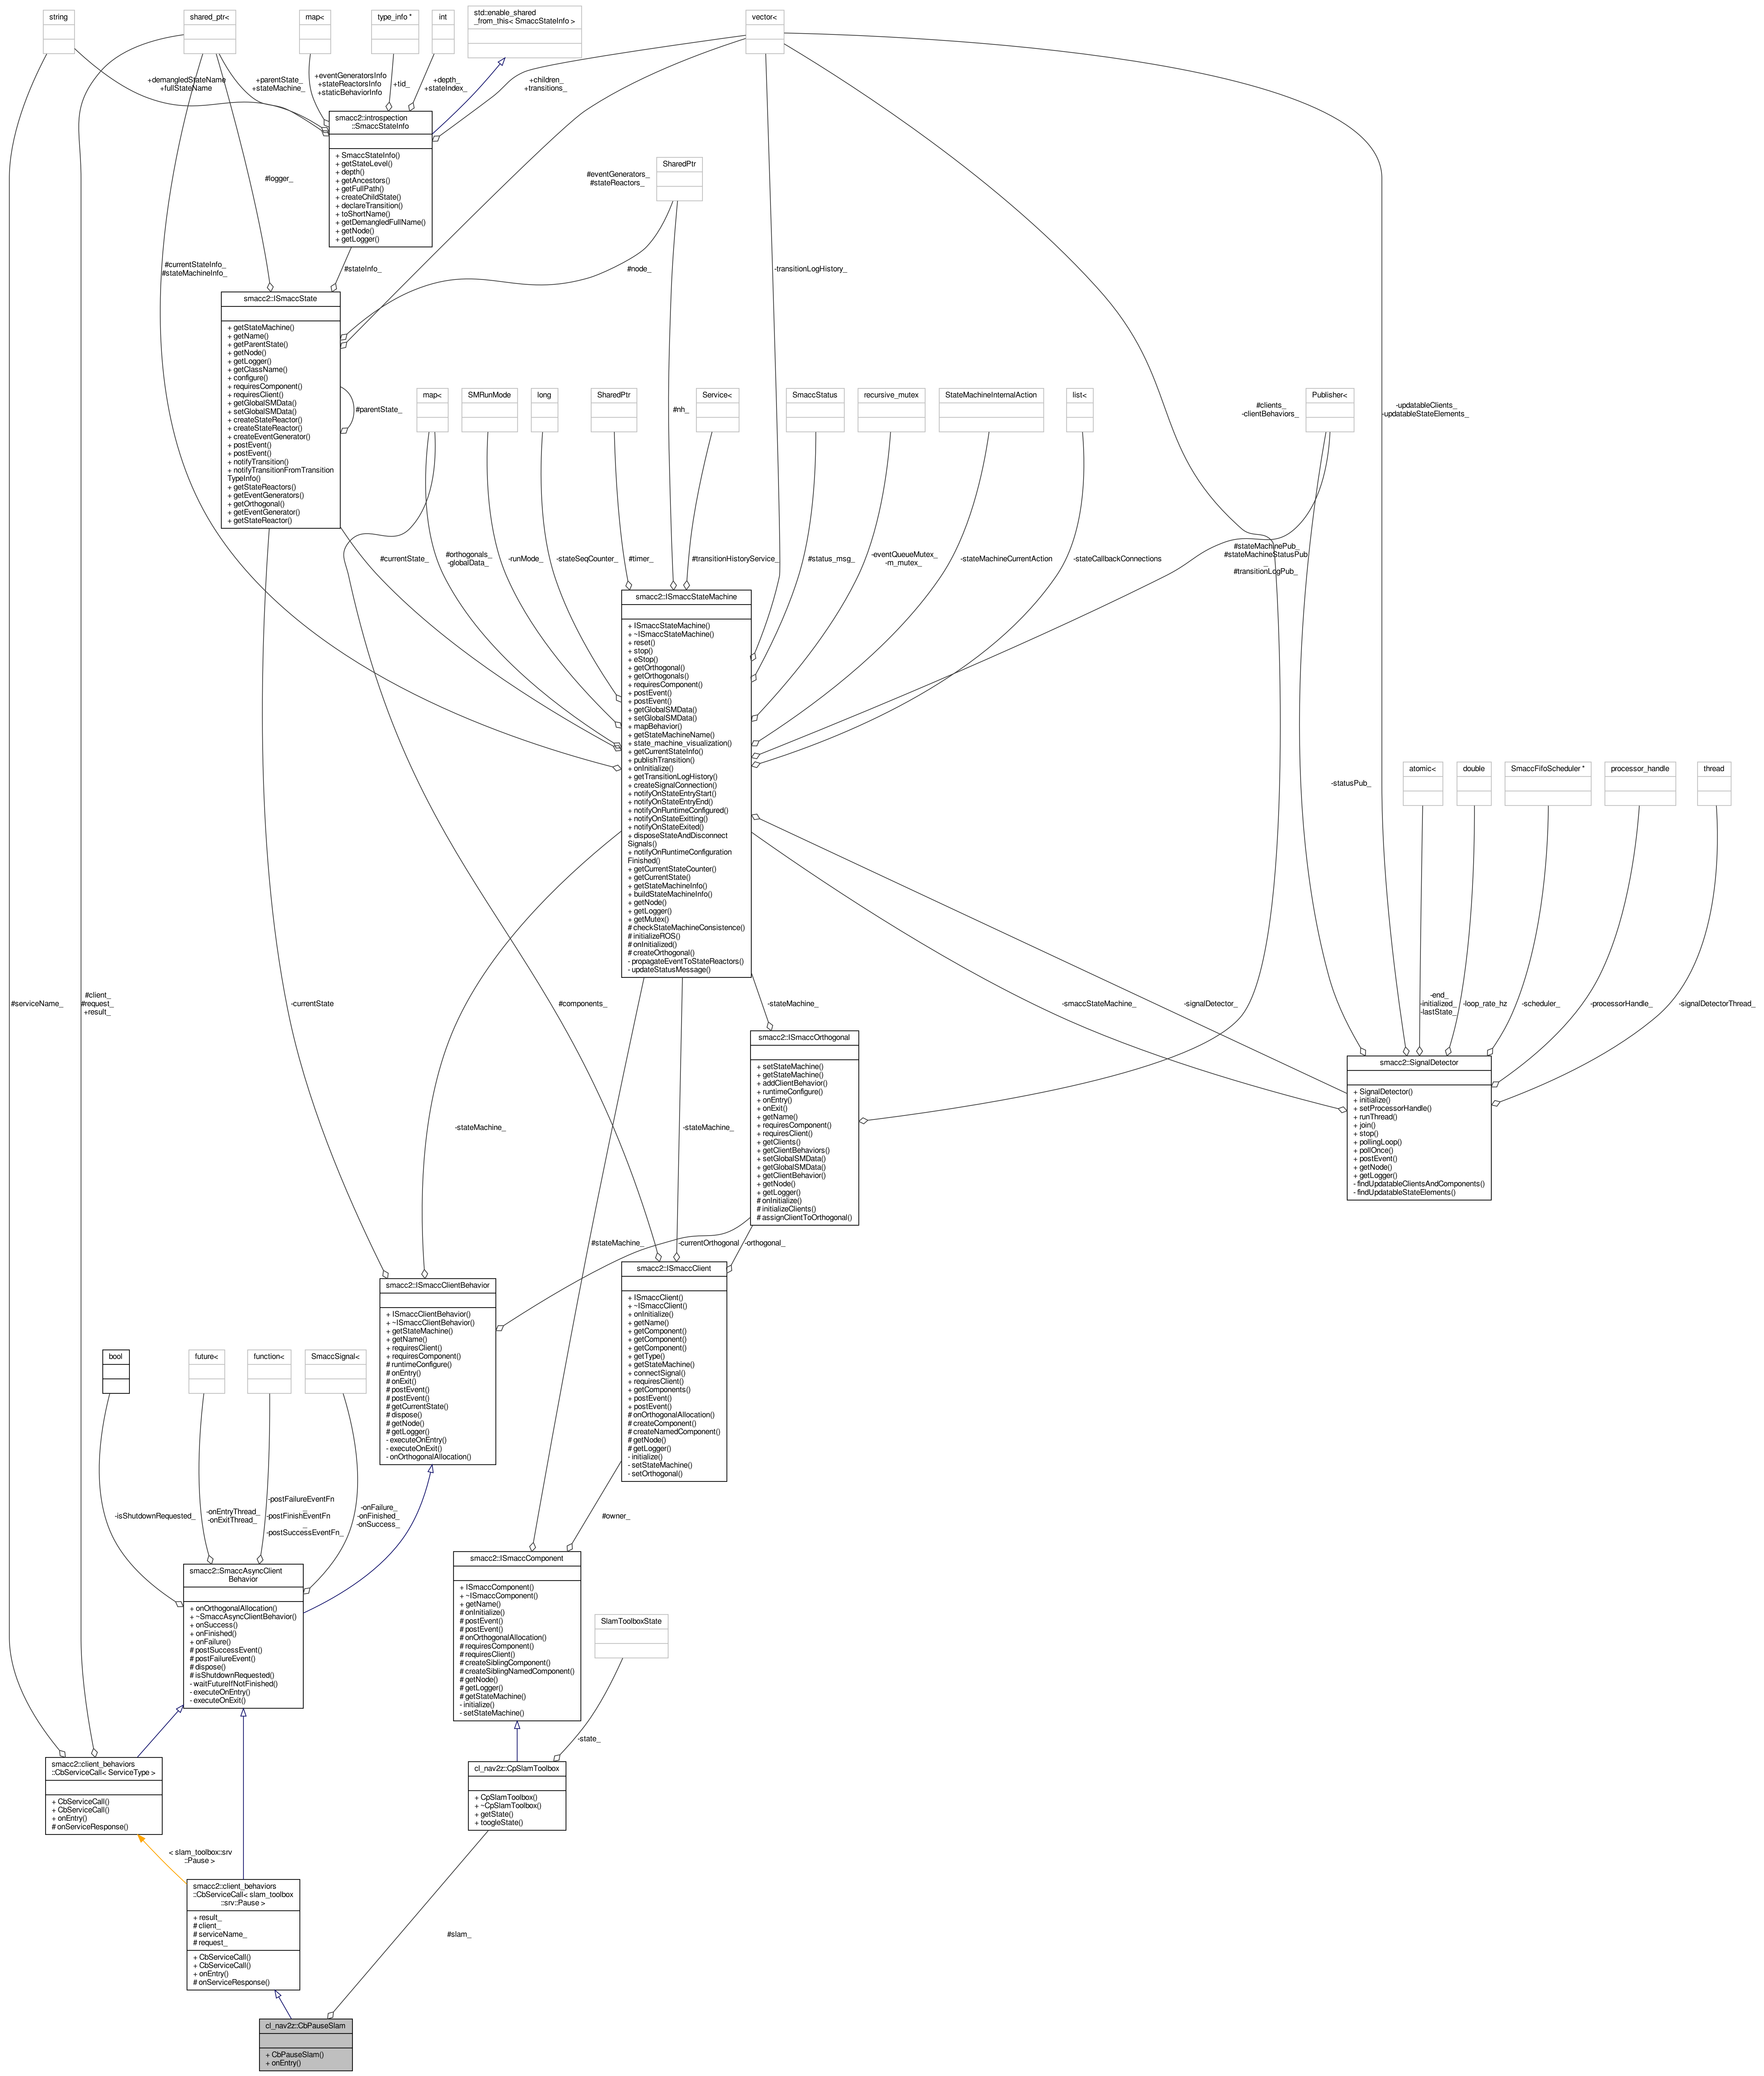 string
shared_ptr<
map<
type_info *
int
std::enable_shared
_from_this< SmaccStateInfo >
vector<
+demangledStateName
+fullStateName
+parentState_
+stateMachine_
+eventGeneratorsInfo
+stateReactorsInfo
+staticBehaviorInfo
+tid_
+depth_
+stateIndex_
+children_
+transitions_
smacc2::introspection
::SmaccStateInfo
+ SmaccStateInfo()
+ getStateLevel()
+ depth()
+ getAncestors()
+ getFullPath()
+ createChildState()
+ declareTransition()
+ toShortName()
+ getDemangledFullName()
+ getNode()
+ getLogger()
SharedPtr
#logger_
#eventGenerators_
#stateReactors_
#currentStateInfo_
#stateMachineInfo_
#stateInfo_
#node_
-transitionLogHistory_
smacc2::ISmaccState
+ getStateMachine()
+ getName()
+ getParentState()
+ getNode()
+ getLogger()
+ getClassName()
+ configure()
+ requiresComponent()
+ requiresClient()
+ getGlobalSMData()
+ setGlobalSMData()
+ createStateReactor()
+ createStateReactor()
+ createEventGenerator()
+ postEvent()
+ postEvent()
+ notifyTransition()
+ notifyTransitionFromTransition
TypeInfo()
+ getStateReactors()
+ getEventGenerators()
+ getOrthogonal()
+ getEventGenerator()
+ getStateReactor()
#parentState_
map<
SMRunMode
long
SharedPtr
Service<
SmaccStatus
recursive_mutex
StateMachineInternalAction
list<
Publisher<
#nh_
#clients_
-clientBehaviors_
-updatableClients_
-updatableStateElements_
#currentState_
#orthogonals_
-globalData_
-runMode_
-stateSeqCounter_
#timer_
#transitionHistoryService_
#status_msg_
-eventQueueMutex_
-m_mutex_
-stateMachineCurrentAction
-stateCallbackConnections
#stateMachinePub_
#stateMachineStatusPub
_
#transitionLogPub_
smacc2::ISmaccStateMachine
+ ISmaccStateMachine()
+ ~ISmaccStateMachine()
+ reset()
+ stop()
+ eStop()
+ getOrthogonal()
+ getOrthogonals()
+ requiresComponent()
+ postEvent()
+ postEvent()
+ getGlobalSMData()
+ setGlobalSMData()
+ mapBehavior()
+ getStateMachineName()
+ state_machine_visualization()
+ getCurrentStateInfo()
+ publishTransition()
+ onInitialize()
+ getTransitionLogHistory()
+ createSignalConnection()
+ notifyOnStateEntryStart()
+ notifyOnStateEntryEnd()
+ notifyOnRuntimeConfigured()
+ notifyOnStateExitting()
+ notifyOnStateExited()
+ disposeStateAndDisconnect
Signals()
+ notifyOnRuntimeConfiguration
Finished()
+ getCurrentStateCounter()
+ getCurrentState()
+ getStateMachineInfo()
+ buildStateMachineInfo()
+ getNode()
+ getLogger()
+ getMutex()
# checkStateMachineConsistence()
# initializeROS()
# onInitialized()
# createOrthogonal()
- propagateEventToStateReactors()
- updateStatusMessage()
-statusPub_
atomic<
double
SmaccFifoScheduler *
processor_handle
thread
#serviceName_
#client_
#request_
+result_
-currentState
#components_
-stateMachine_
-smaccStateMachine_
-signalDetector_
-end_
-initialized_
-lastState_
-loop_rate_hz
-scheduler_
-processorHandle_
-signalDetectorThread_
smacc2::ISmaccOrthogonal
+ setStateMachine()
+ getStateMachine()
+ addClientBehavior()
+ runtimeConfigure()
+ onEntry()
+ onExit()
+ getName()
+ requiresComponent()
+ requiresClient()
+ getClients()
+ getClientBehaviors()
+ setGlobalSMData()
+ getGlobalSMData()
+ getClientBehavior()
+ getNode()
+ getLogger()
# onInitialize()
# initializeClients()
# assignClientToOrthogonal()
smacc2::SignalDetector
+ SignalDetector()
+ initialize()
+ setProcessorHandle()
+ runThread()
+ join()
+ stop()
+ pollingLoop()
+ pollOnce()
+ postEvent()
+ getNode()
+ getLogger()
- findUpdatableClientsAndComponents()
- findUpdatableStateElements()
-stateMachine_
-stateMachine_
#stateMachine_
-currentOrthogonal
-orthogonal_
smacc2::ISmaccClientBehavior
+ ISmaccClientBehavior()
+ ~ISmaccClientBehavior()
+ getStateMachine()
+ getName()
+ requiresClient()
+ requiresComponent()
# runtimeConfigure()
# onEntry()
# onExit()
# postEvent()
# postEvent()
# getCurrentState()
# dispose()
# getNode()
# getLogger()
- executeOnEntry()
- executeOnExit()
- onOrthogonalAllocation()
smacc2::ISmaccClient
+ ISmaccClient()
+ ~ISmaccClient()
+ onInitialize()
+ getName()
+ getComponent()
+ getComponent()
+ getComponent()
+ getType()
+ getStateMachine()
+ connectSignal()
+ requiresClient()
+ getComponents()
+ postEvent()
+ postEvent()
# onOrthogonalAllocation()
# createComponent()
# createNamedComponent()
# getNode()
# getLogger()
- initialize()
- setStateMachine()
- setOrthogonal()
bool
future<
function<
SmaccSignal<
-isShutdownRequested_
-onEntryThread_
-onExitThread_
-postFailureEventFn
_
-postFinishEventFn
_
-postSuccessEventFn_
-onFailure_
-onFinished_
-onSuccess_
#owner_
smacc2::SmaccAsyncClient
Behavior
+ onOrthogonalAllocation()
+ ~SmaccAsyncClientBehavior()
+ onSuccess()
+ onFinished()
+ onFailure()
# postSuccessEvent()
# postFailureEvent()
# dispose()
# isShutdownRequested()
- waitFutureIfNotFinished()
- executeOnEntry()
- executeOnExit()
smacc2::ISmaccComponent
+ ISmaccComponent()
+ ~ISmaccComponent()
+ getName()
# onInitialize()
# postEvent()
# postEvent()
# onOrthogonalAllocation()
# requiresComponent()
# requiresClient()
# createSiblingComponent()
# createSiblingNamedComponent()
# getNode()
# getLogger()
# getStateMachine()
- initialize()
- setStateMachine()
SlamToolboxState
-state_
smacc2::client_behaviors
::CbServiceCall< ServiceType >
+ CbServiceCall()
+ CbServiceCall()
+ onEntry()
# onServiceResponse()
cl_nav2z::CpSlamToolbox
+ CpSlamToolbox()
+ ~CpSlamToolbox()
+ getState()
+ toogleState()
< slam_toolbox::srv
::Pause >
smacc2::client_behaviors
::CbServiceCall< slam_toolbox
::srv::Pause >
+ result_
# client_
# serviceName_
# request_
+ CbServiceCall()
+ CbServiceCall()
+ onEntry()
# onServiceResponse()
#slam_
cl_nav2z::CbPauseSlam
+ CbPauseSlam()
+ onEntry()